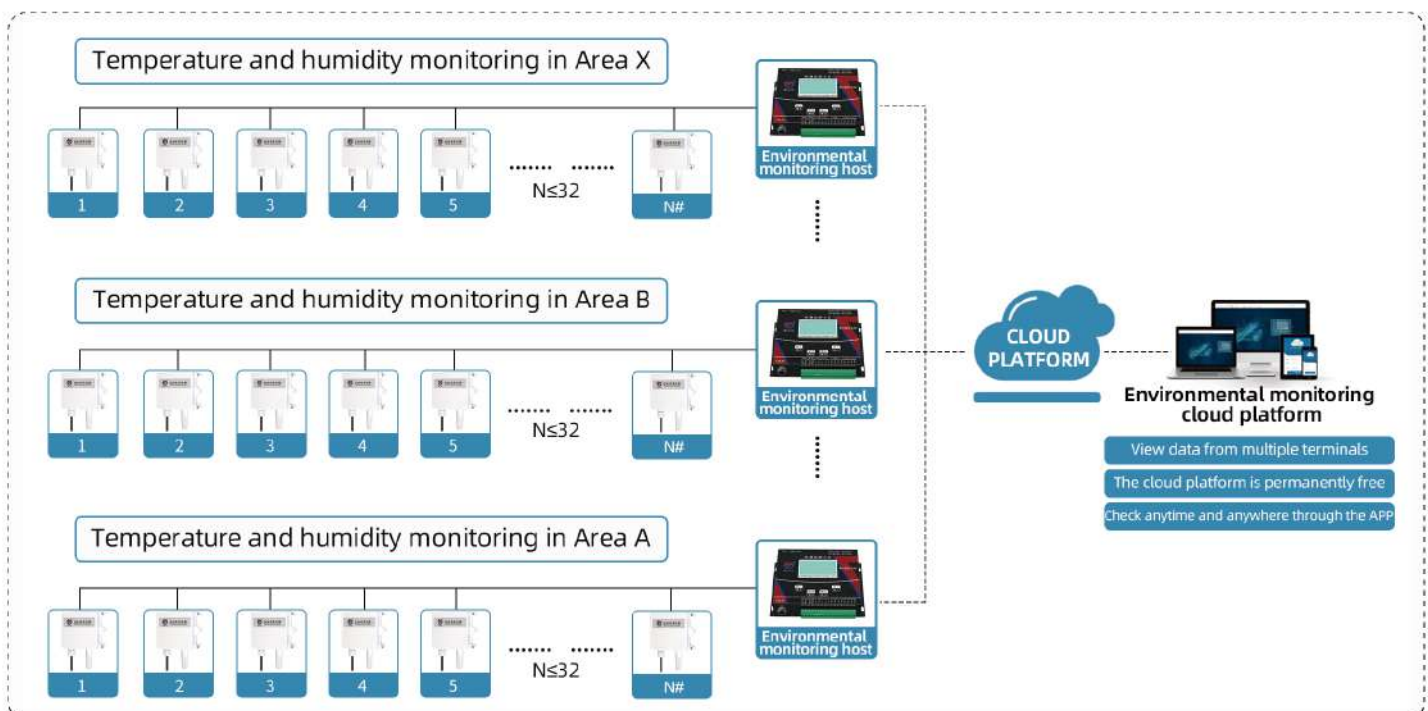 Temperature and humidity monitoring in Area X
1
2
3
4
5
....... .......
N≤32
N#
Environmental
monitoring host
Temperature and humidity monitoring in Area B
1
2
3
4
5
....... .......
N≤32
N#
Environmental
monitoring host
Temperature and humidity monitoring in Area A
1
2
3
4
5
....... .......
N≤32
N#
Environmental
monitoring host
CLOUD
PLATFORM
Environmental monitoring
cloud platform
View data from multiple terminals
The cloud platform is permanently free
Check anytime and anywhere through the APP